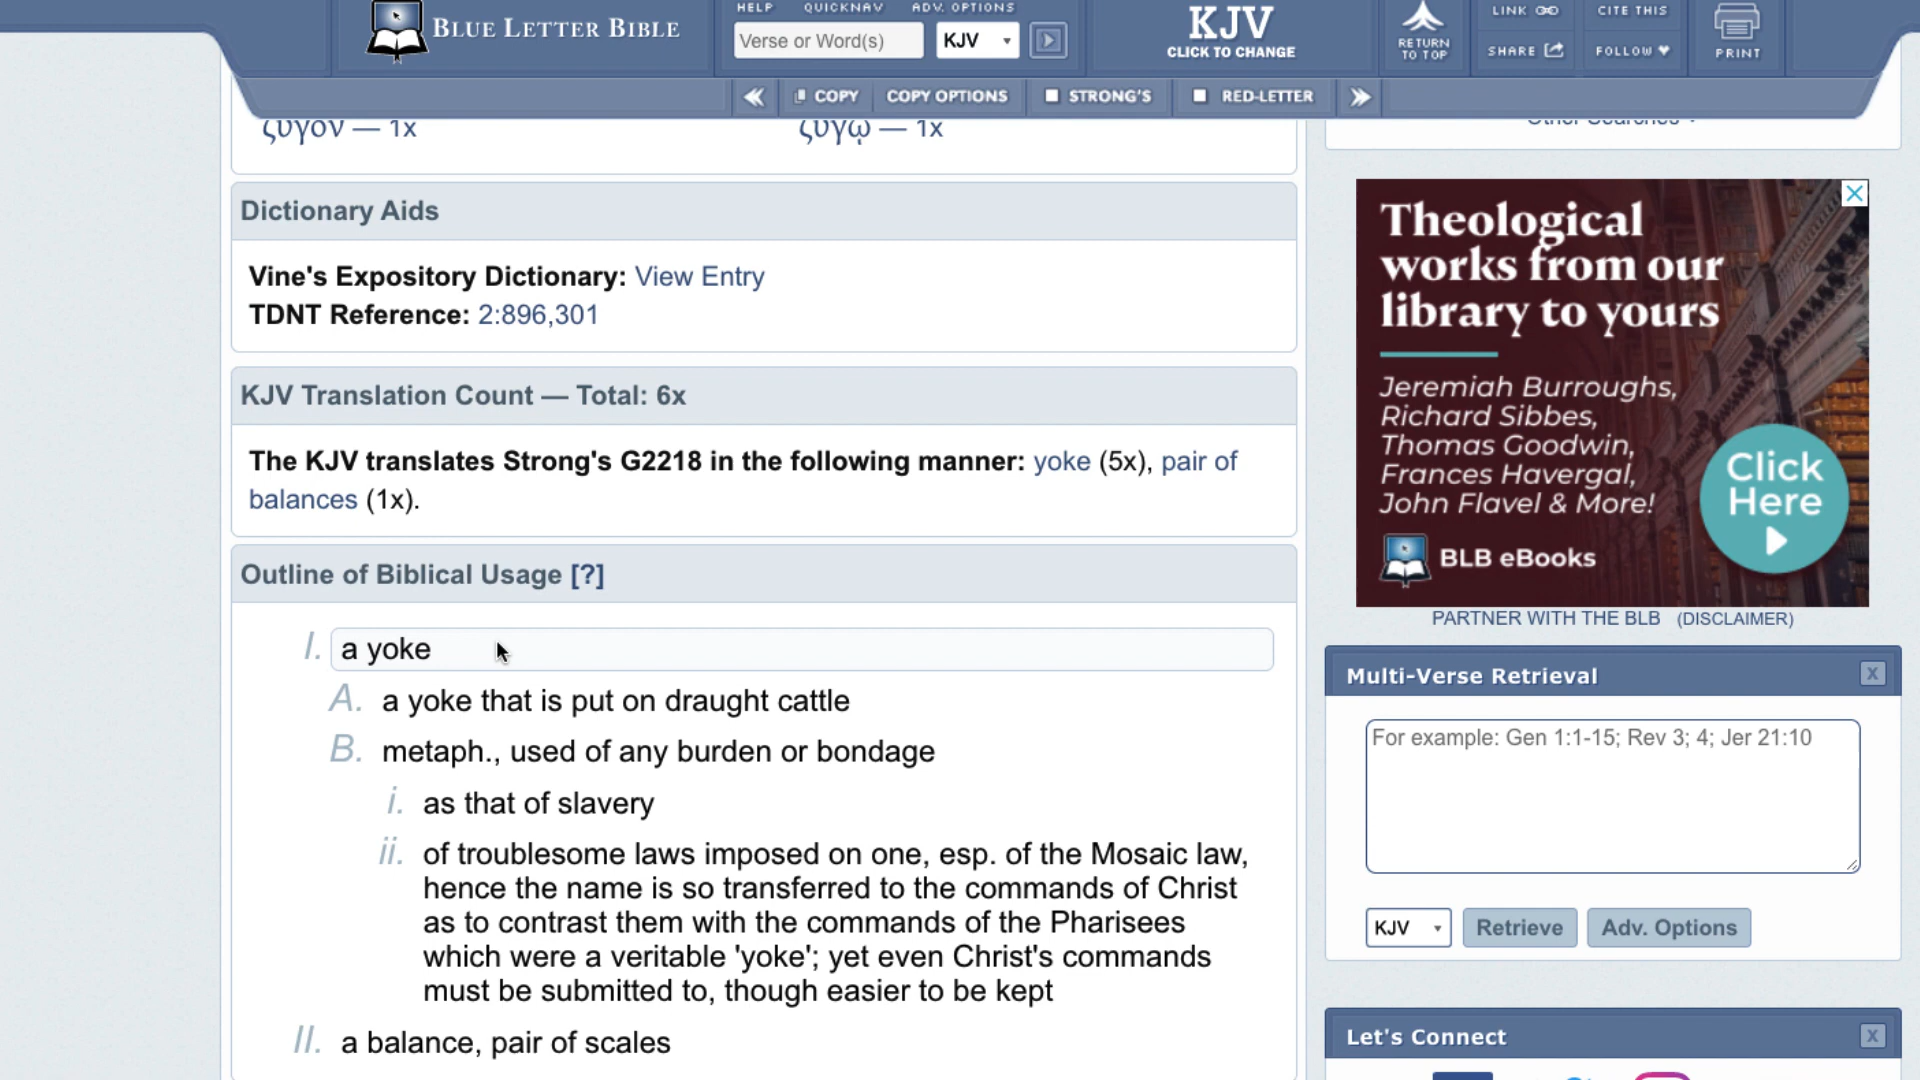 HELP QUICKNAV ADV. OPTIONS
BLUE LETTER BIBLE
Verse or Word(s)
KJV
KJV
CLICK TO CHANGE
RETURN
TO TOP
LINK
CITE THIS
SHARE
FOLLOW
PRINT
COPY
COPY OPTIONS
STRONG'S
RED-LETTER
ζυγόν — 1x
ζυγῷ — 1x
Dictionary Aids
Vine's Expository Dictionary: View Entry
TDNT Reference: 2:896,301
KJV Translation Count — Total: 6x
The KJV translates Strong's G2218 in the following manner: yoke (5x), pair of
balances (1x).
Outline of Biblical Usage [?]
I. a yoke
A. a yoke that is put on draught cattle
B. metaph., used of any burden or bondage
i. as that of slavery
ii. of troublesome laws imposed on one, esp. of the Mosaic law,
hence the name is so transferred to the commands of Christ
as to contrast them with the commands of the Pharisees
which were a veritable 'yoke'; yet even Christ's commands
must be submitted to, though easier to be kept
II. a balance, pair of scales
Other Searches
Theological
works from our
library to yours
Jeremiah Burroughs,
Richard Sibbes,
Thomas Goodwin,
Frances Havergal,
John Flavel & More!
Click
Here
BLB eBooks
PARTNER WITH THE BLB (DISCLAIMER)
Multi-Verse Retrieval
X
For example: Gen 1:1-15; Rev 3; 4; Jer 21:10
KJV
Retrieve
Adv. Options
Let's Connect
X